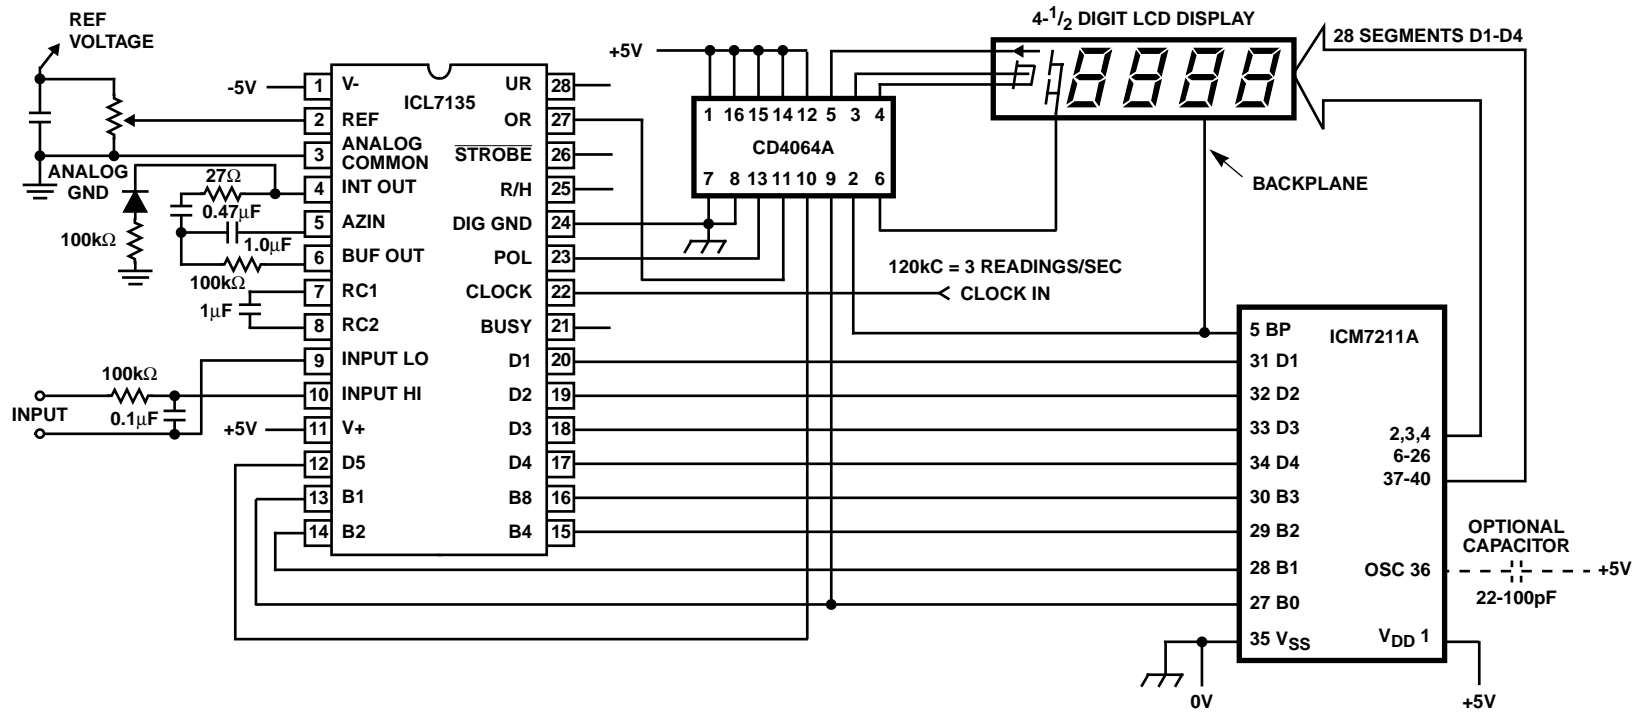 REF
VOLTAGE
ANALOG
GND
27Ω
0.47μF
100kΩ
1.0μF
100kΩ
1μF
100kΩ
INPUT
0.1μF
-5V
+5V
ICL7135
1 V-
2 REF
3 ANALOG
COMMON
4 INT OUT
5 AZIN
6 BUF OUT
7 RC1
8 RC2
9 INPUT LO
10 INPUT HI
11 V+
12 D5
13 B1
14 B2
UR 28
OR 27
STROBE 26
R/H 25
DIG GND 24
POL 23
CLOCK 22
BUSY 21
D1 20
D2 19
D3 18
D4 17
B8 16
B4 15
+5V
1 16 15 14 12 5 3 4
CD4064A
7 8 13 11 10 9 2 6
4-1/2 DIGIT LCD DISPLAY
8888
28 SEGMENTS D1-D4
BACKPLANE
120kC = 3 READINGS/SEC
CLOCK IN
ICM7211A
5 BP
31 D1
32 D2
33 D3
34 D4
30 B3
29 B2
28 B1
27 B0
35 VSS
2,3,4
6-26
37-40
OSC 36
VDD 1
OPTIONAL
CAPACITOR
+5V
22-100pF
0V
+5V